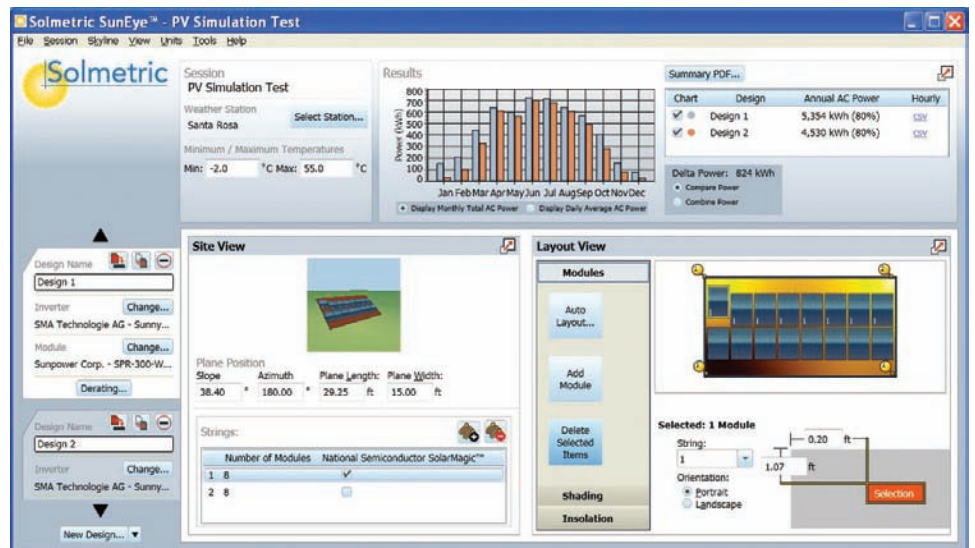 Solmetric SunEye™ - PV Simulation Test
File Session Skyline View Units Tools Help
Solmetric
Session
PV Simulation Test
Weather Station
Santa Rosa
Select Station...
Minimum / Maximum Temperatures
Min: -2.0 °C Max: 55.0 °C
Results
Power (kWh)
800
700
600
500
400
300
200
100
0
Jan Feb Mar Apr May Jun Jul Aug Sep Oct Nov Dec
Display Monthly Total AC Power Display Daily Average AC Power
Summary PDF...
Chart Design Annual AC Power Hourly
Design 1 5,354 kWh (80%) CSV
Design 2 4,530 kWh (80%) CSV
Delta Power: 824 kWh
Compare Power
Combine Power
Design Name
Design 1
Inverter Change...
SMA Technologie AG - Sunny...
Module Change...
Sunpower Corp. - SPR-300-W...
Derating...
Design Name
Design 2
Inverter Change...
SMA Technologie AG - Sunny...
New Design...
Site View
Plane Position
Slope Azimuth Plane Length: Plane Width:
38.40 ° 180.00 ° 29.25 ft 15.00 ft
Strings:
Number of Modules National Semiconductor SolarMagic™
1 8
2 8
Layout View
Modules
Auto
Layout...
Add
Module
Delete
Selected
Items
Shading
Insolation
Selected: 1 Module
String:
1
Orientation:
Portrait
Landscape
0.20 ft
1.07 ft
Selection